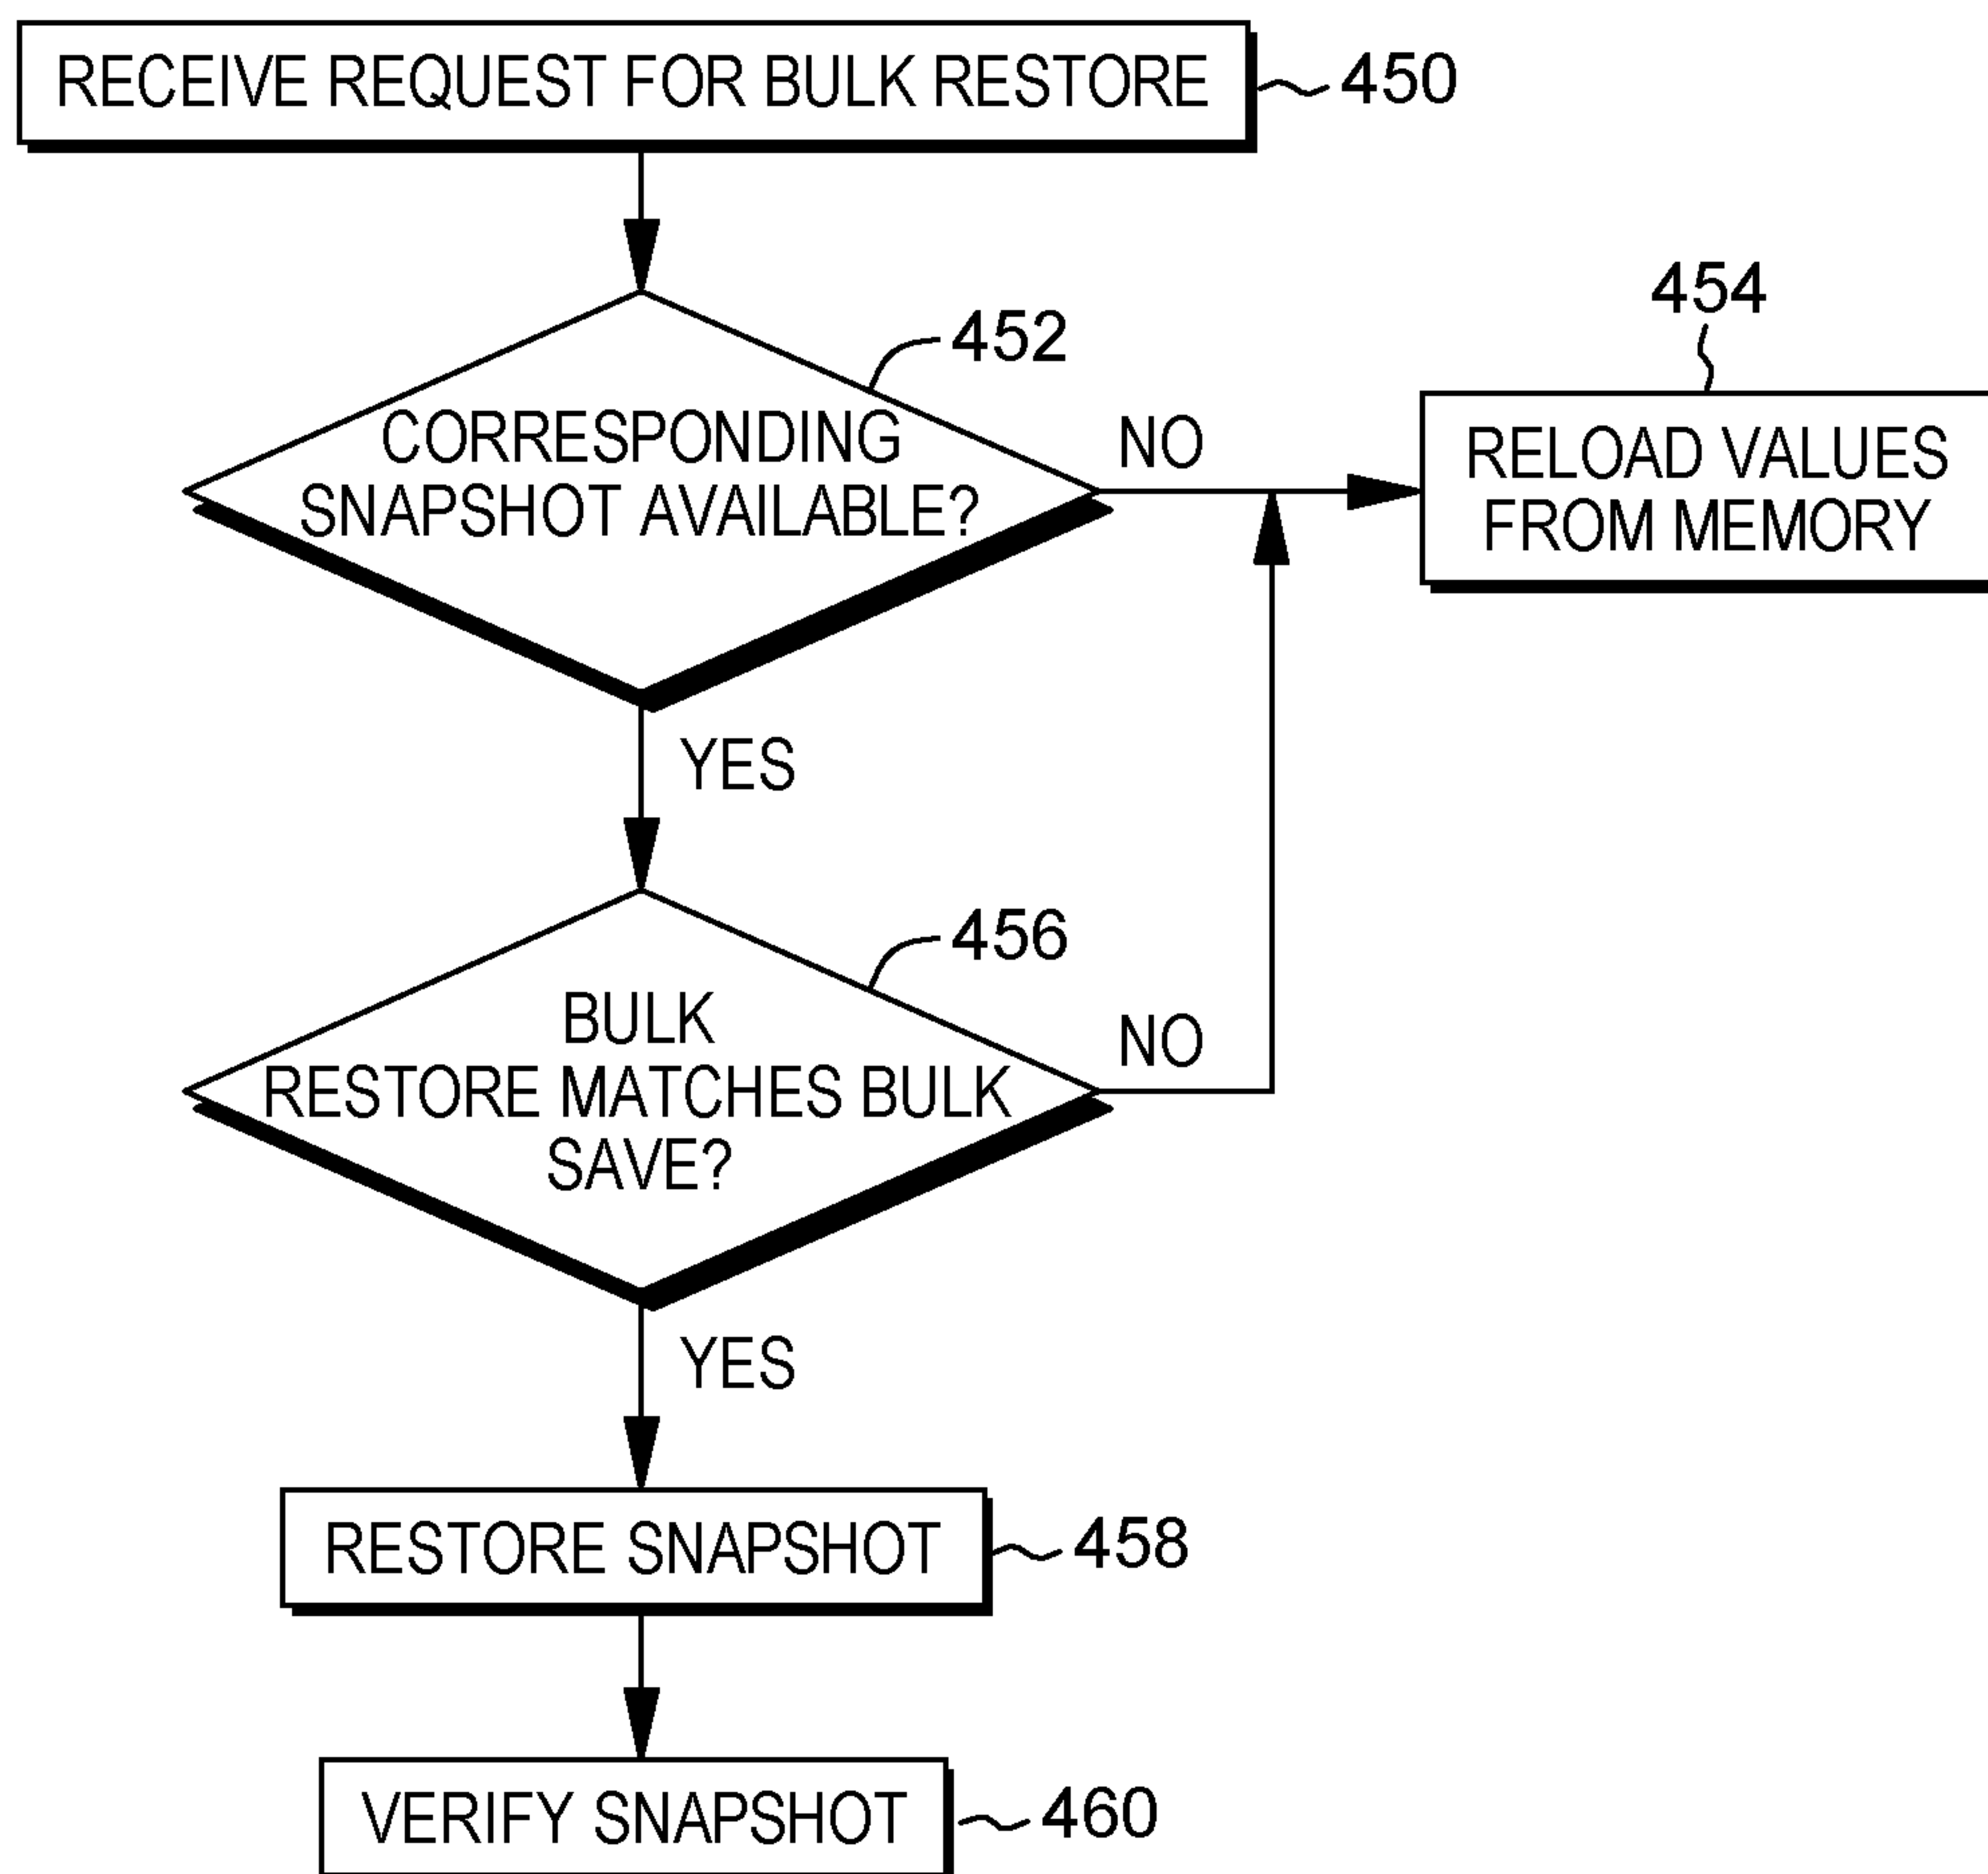 RECEIVE REQUEST FOR BULK RESTORE
450
452
454
CORRESPONDING
SNAPSHOT AVAILABLE?
NO
RELOAD VALUES
FROM MEMORY
YES
456
BULK
RESTORE MATCHES BULK
SAVE?
NO
YES
RESTORE SNAPSHOT
458
VERIFY SNAPSHOT
460